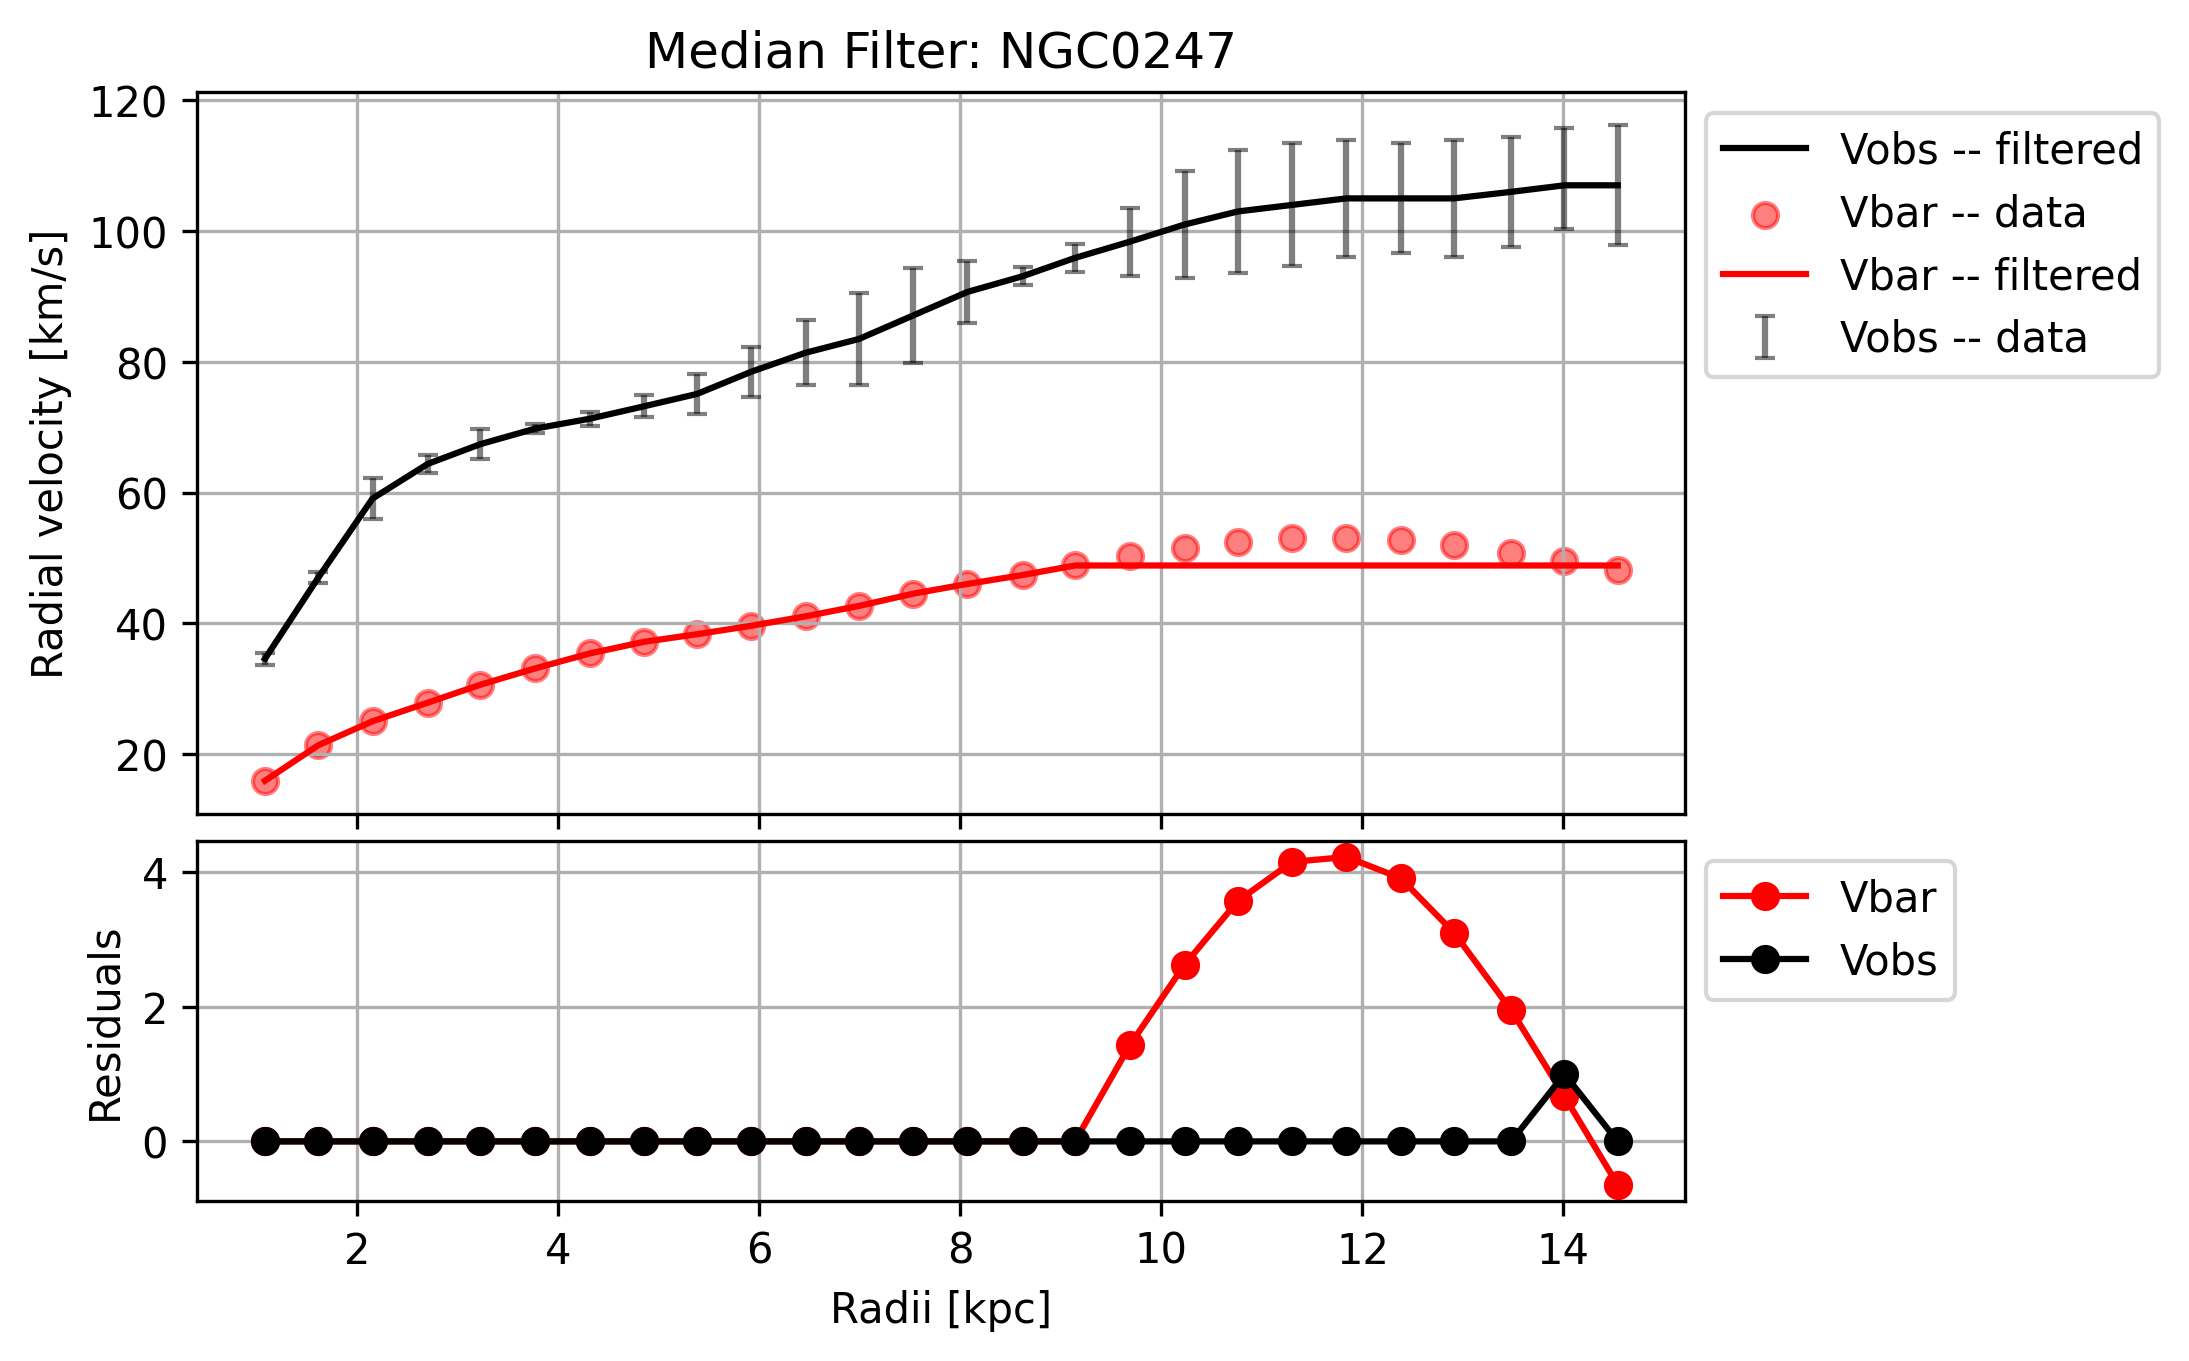 Median Filter: NGC0247
120
100
80
60
40
20
Radial velocity [km/s]
Vobs -- filtered
Vbar -- data
Vbar -- filtered
Vobs -- data
4
2
0
Residuals
Vbar
Vobs
2 4 6 8 10 12 14
Radii [kpc]